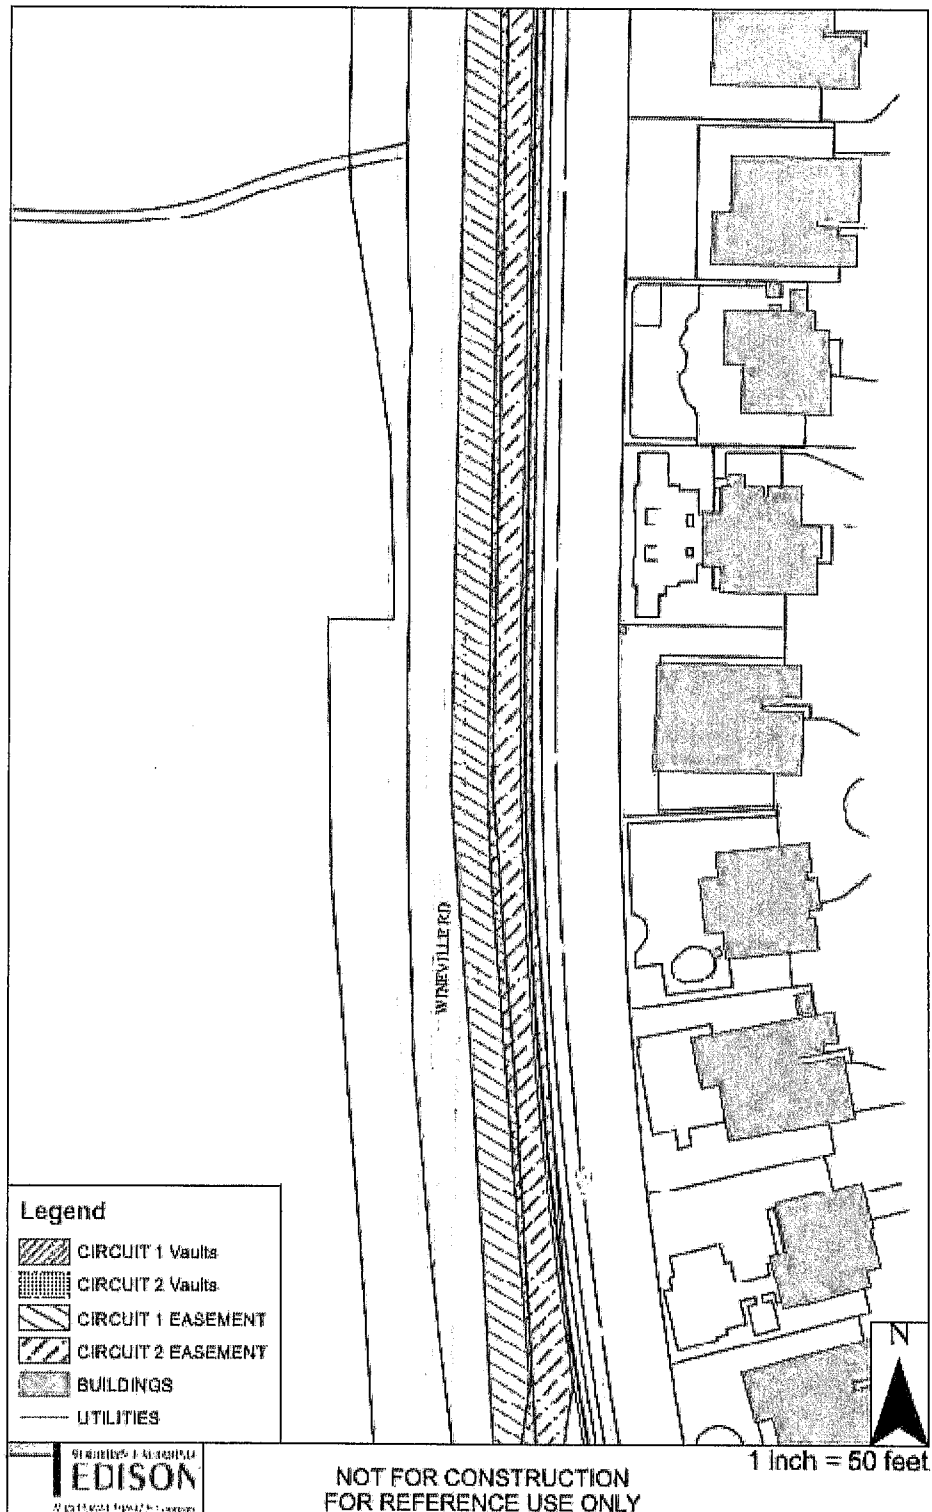 WINEVILLE RD
Legend
CIRCUIT 1 Vaults
CIRCUIT 2 Vaults
CIRCUIT 1 EASEMENT
CIRCUIT 2 EASEMENT
BUILDINGS
UTILITIES
N
1 inch = 50 feet
EDISON
NOT FOR CONSTRUCTION
FOR REFERENCE USE ONLY